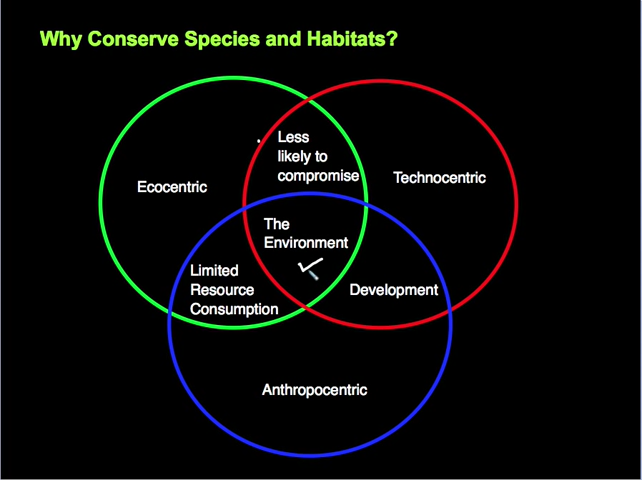 Why Conserve Species and Habitats?
Less
likely to
compromise
Ecocentric
Technocentric
The
Environment
Limited
Resource
Consumption
Development
Anthropocentric